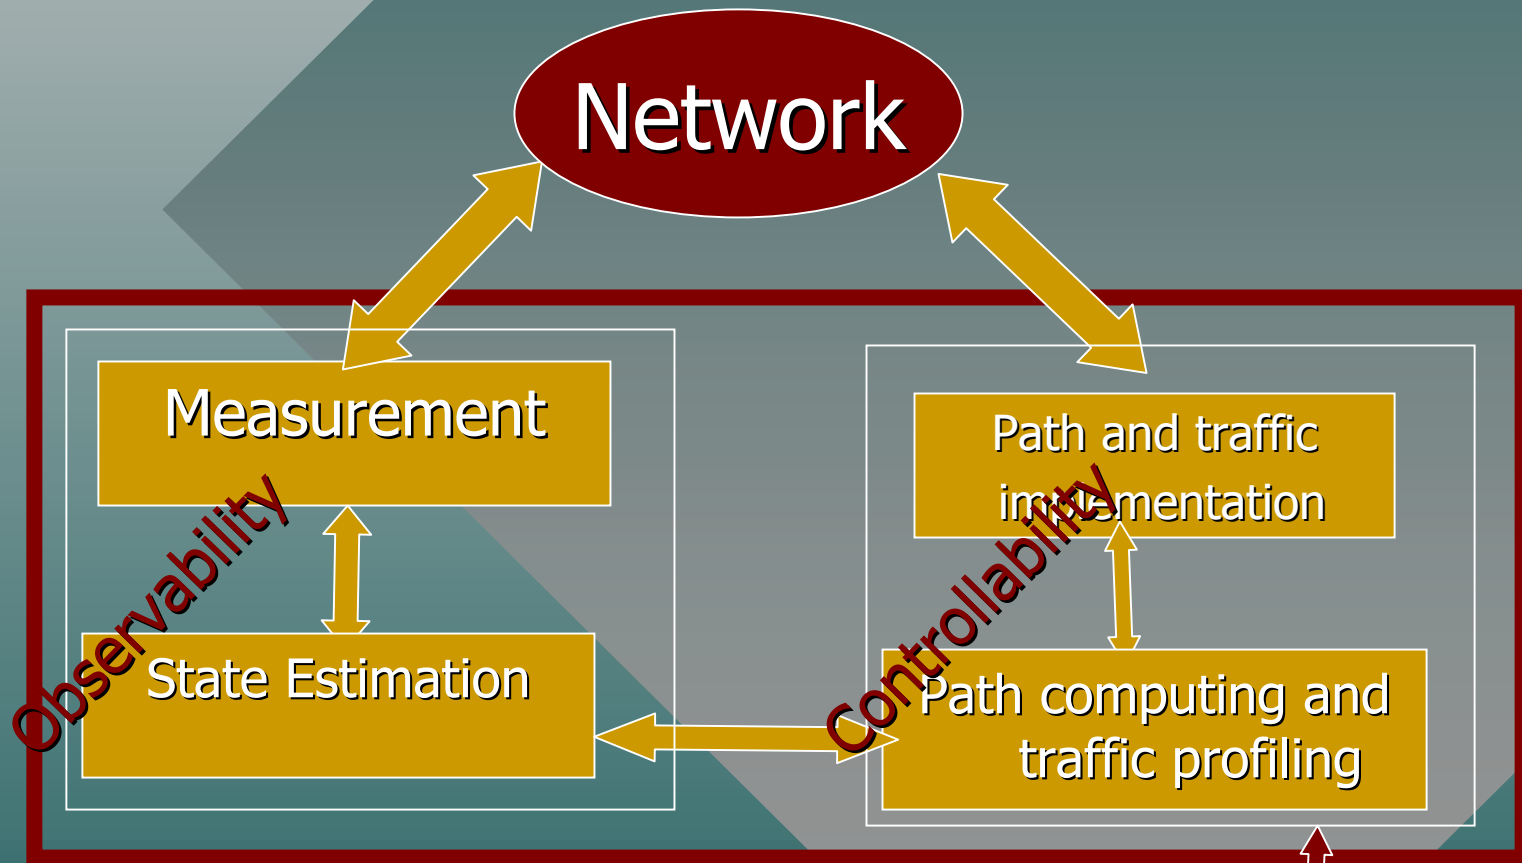 Network
Measurement
Path and traffic
implementation
Observability
Controllability
State Estimation
Path computing and
traffic profiling